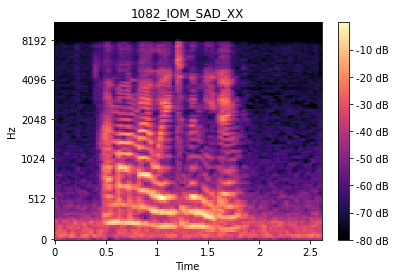 1082_IOM_SAD_XX
Hz
8192
4096
2048
1024
512
0
0 0.5 1 1.5 2 2.5
Time
-10 dB
-20 dB
-30 dB
-40 dB
-50 dB
-60 dB
-70 dB
-80 dB